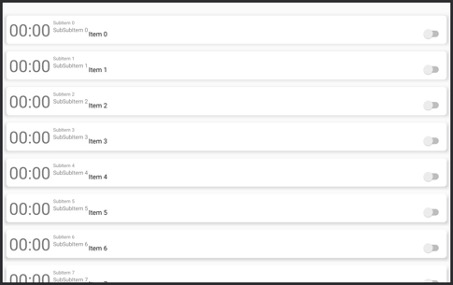 00:00 SubItem 0
SubSubItem 0 Item 0
00:00 SubItem 1
SubSubItem 1 Item 1
00:00 SubItem 2
SubSubItem 2 Item 2
00:00 SubItem 3
SubSubItem 3 Item 3
00:00 SubItem 4
SubSubItem 4 Item 4
00:00 SubItem 5
SubSubItem 5 Item 5
00:00 SubItem 6
SubSubItem 6 Item 6
00:00 SubItem 7
SubSubItem 7